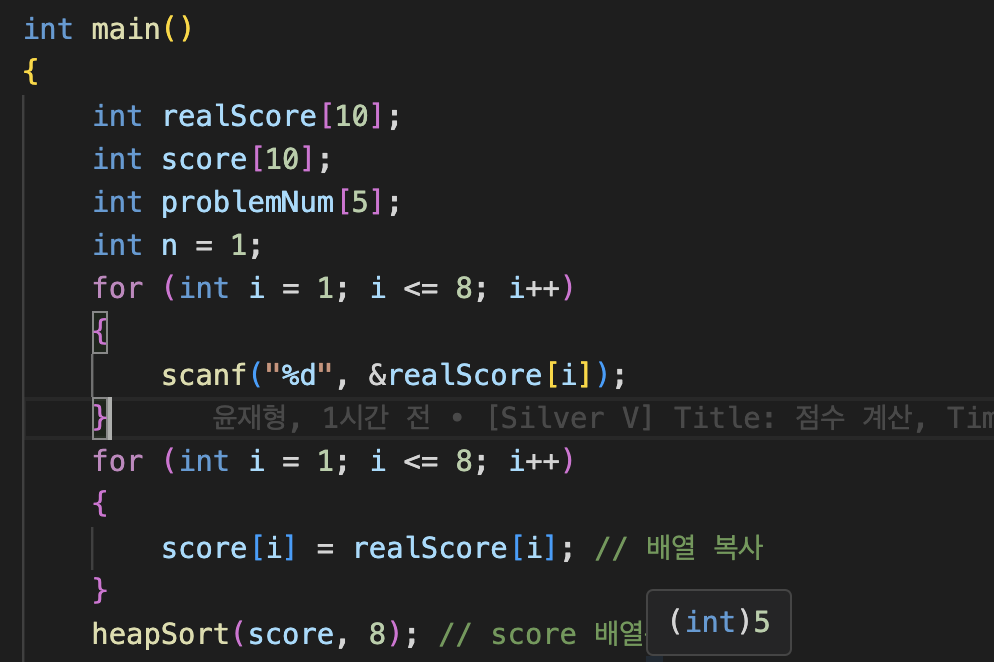 int main()
{
int realScore[10];
int score[10];
int problemNum[5];
int n = 1;
for (int i = 1; i <= 8; i++)
{
scanf("%d", &realScore[i]);
} 윤재형, 1시간 전 • [Silver V] Title: 점수 계산, Tim
for (int i = 1; i <= 8; i++)
{
score[i] = realScore[i]; // 배열 복사
}
heapSort(score, 8); // score 배열
(int)5